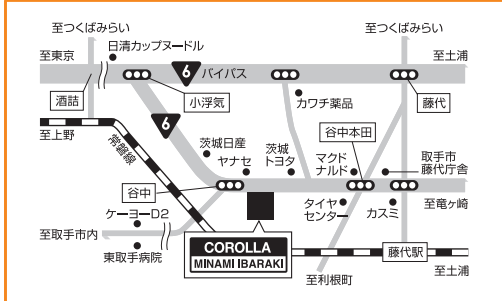 至つくばみらい
至つくばみらい
日清カップヌードル
至東京
6
バイパス
至土浦
酒詰
小浮気
カワチ薬品
藤代
至上野
常磐線
6
茨城日産
ヤナセ
茨城
トヨタ
マクド
ナルド
谷中本田
取手市
藤代庁舎
谷中
至竜ヶ崎
ケーヨーD2
タイヤ
センター
カスミ
至取手市内
東取手病院
COROLLA
MINAMI IBARAKI
藤代駅
至利根町
至土浦